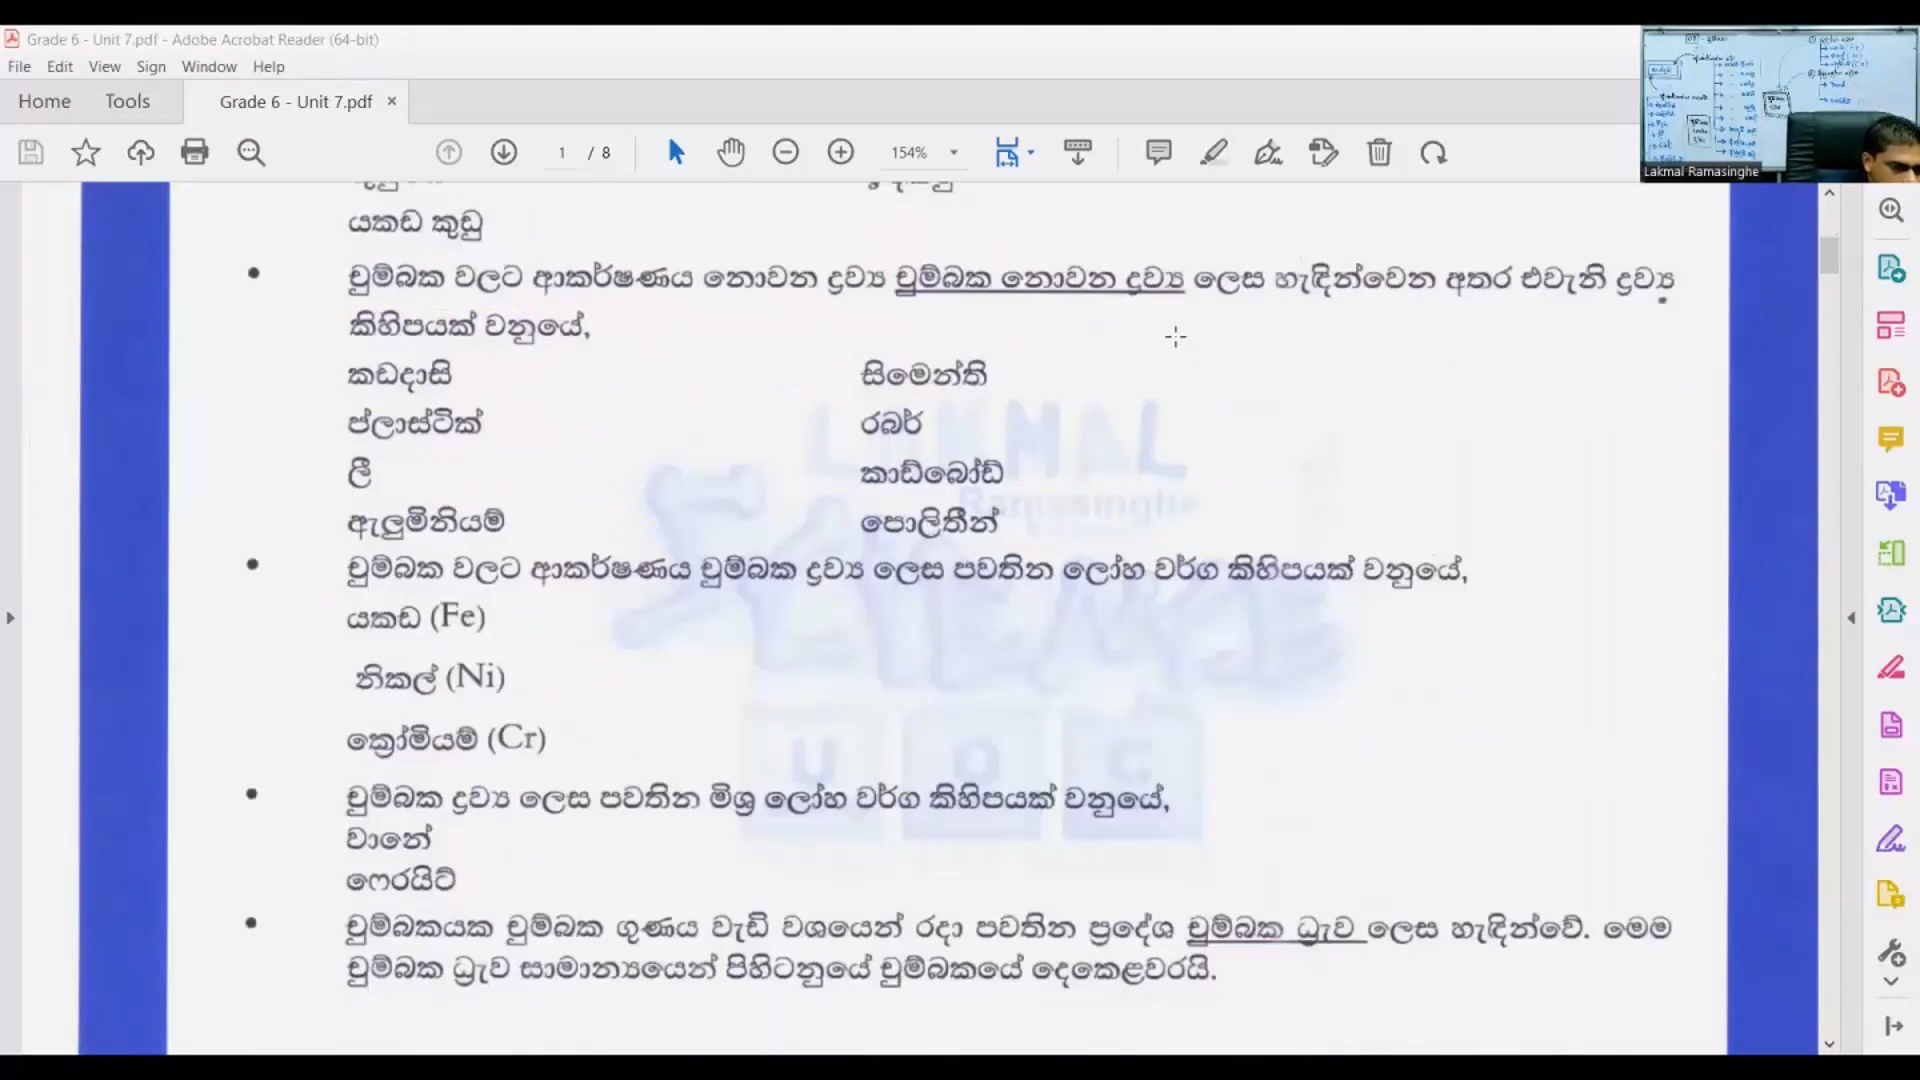 Grade 6 - Unit 7.pdf - Adobe Acrobat Reader (64-bit)
File Edit View Sign Window Help
Home Tools Grade 6 - Unit 7.pdf ×
1 / 8 154%
Lakmal Ramasinghe
යකඩ කුඩු
• චුම්බක වලට ආකර්ෂණය නොවන ද්‍රව්‍ය චුම්බක නොවන ද්‍රව්‍ය ලෙස හැඳින්වෙන අතර එවැනි ද්‍රව්‍ය
කිහිපයක් වනුයේ,
කඩදාසි සිමෙන්ති
ප්ලාස්ටික් රබර්
ලී කාඩ්බෝඩ්
ඇලුමිනියම් පොලිතීන්
• චුම්බක වලට ආකර්ෂණය චුම්බක ද්‍රව්‍ය ලෙස පවතින ලෝහ වර්ග කිහිපයක් වනුයේ,
යකඩ (Fe)
නිකල් (Ni)
ක්‍රෝමියම් (Cr)
• චුම්බක ද්‍රව්‍ය ලෙස පවතින මිශ්‍ර ලෝහ වර්ග කිහිපයක් වනුයේ,
වානේ
ෆෙරයිට්
• චුම්බකයක චුම්බක ගුණය වැඩි වශයෙන් රඳා පවතින ප්‍රදේශ චුම්බක ධ්‍රැව ලෙස හැඳින්වේ. මෙම
චුම්බක ධ්‍රැව සාමාන්‍යයෙන් පිහිටනුයේ චුම්බකයේ දෙකෙළවරයි.
LAKMAL
Ramasinghe
SCIENCE
U O C